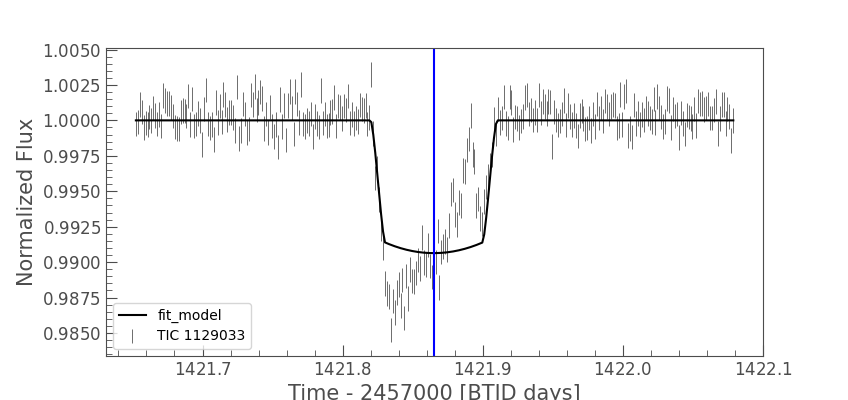 1.0050
1.0025
1.0000
0.9975
0.9950
0.9925
0.9900
0.9875
0.9850
Normalized Flux
fit_model
TIC 1129033
1421.7 1421.8 1421.9 1422.0 1422.1
Time - 2457000 [BTJD days]